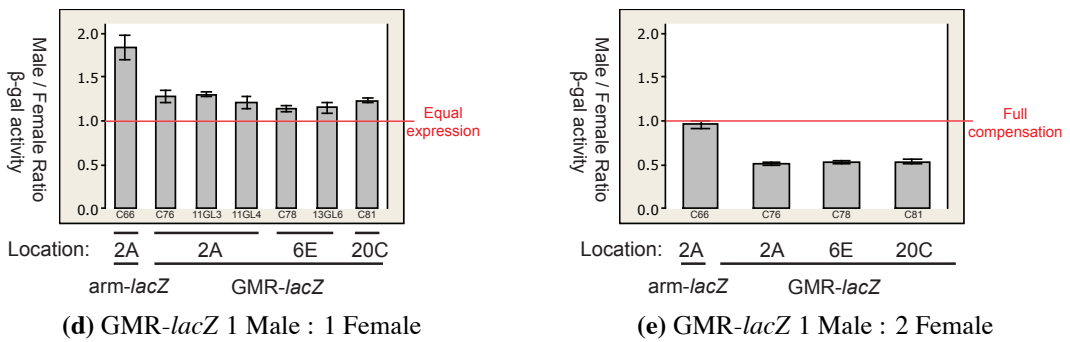 Male / Female Ratio
β-gal activity
2.0
1.5
1.0
0.5
0.0
C66 C76 11GL3 11GL4 C78 13GL6 C81
Equal
expression
Location: 2A 2A 6E 20C
arm-lacZ GMR-lacZ
(d) GMR-lacZ 1 Male : 1 Female
Male / Female Ratio
β-gal activity
2.0
1.5
1.0
0.5
0.0
C66 C76 C78 C81
Full
compensation
Location: 2A 2A 6E 20C
arm-lacZ GMR-lacZ
(e) GMR-lacZ 1 Male : 2 Female